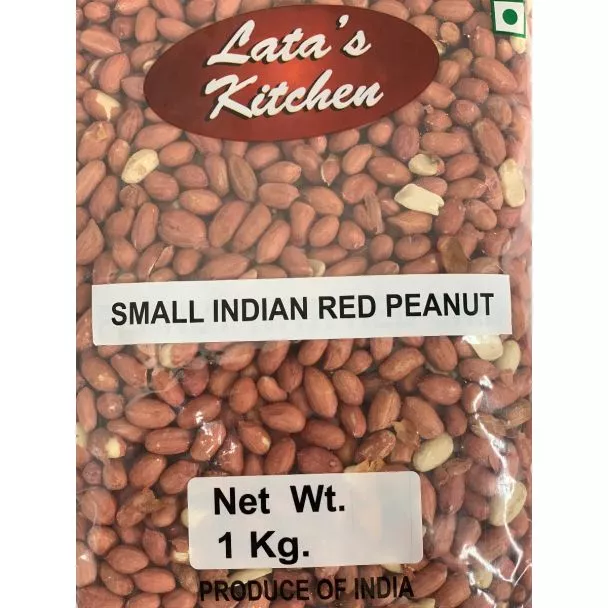 Lata's
Kitchen
SMALL INDIAN RED PEANUT
Net Wt.
1 Kg.
PRODUCE OF INDIA